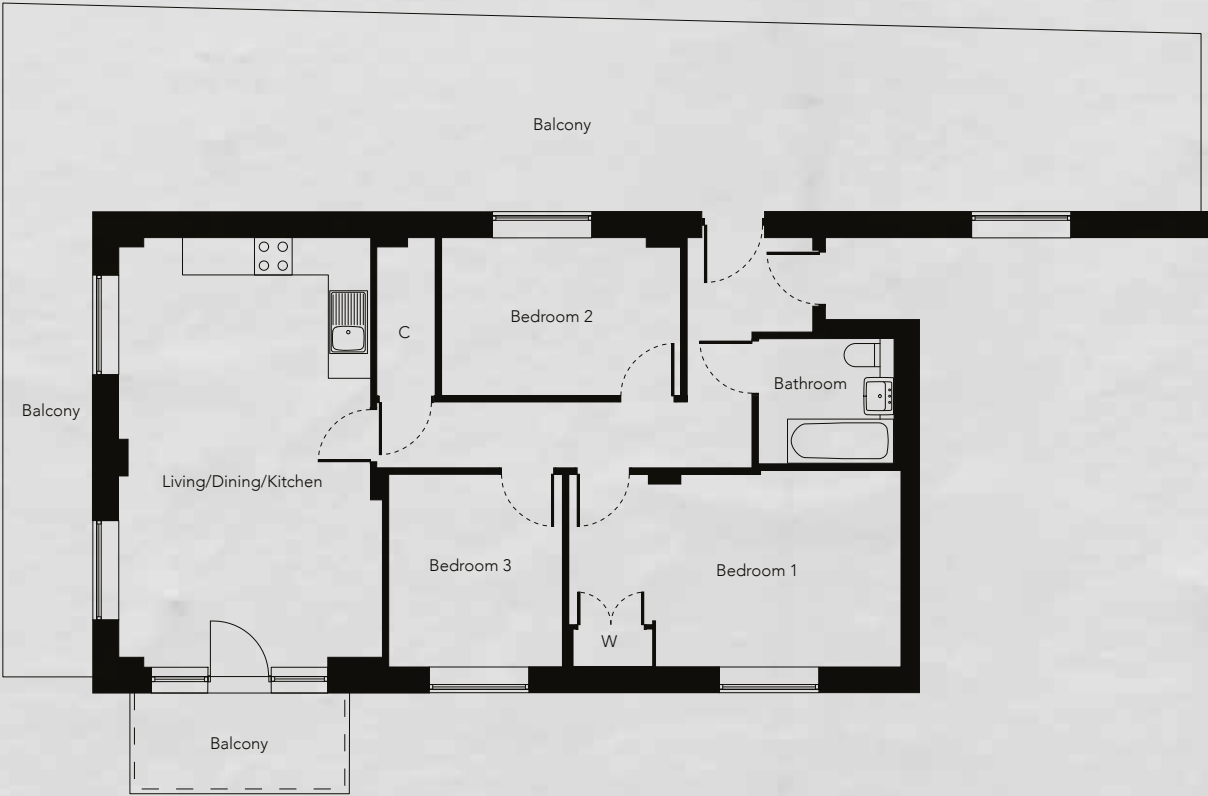 Balcony
Bedroom 2
C
Bathroom
Balcony
Living/Dining/Kitchen
Bedroom 3
Bedroom 1
W
Balcony